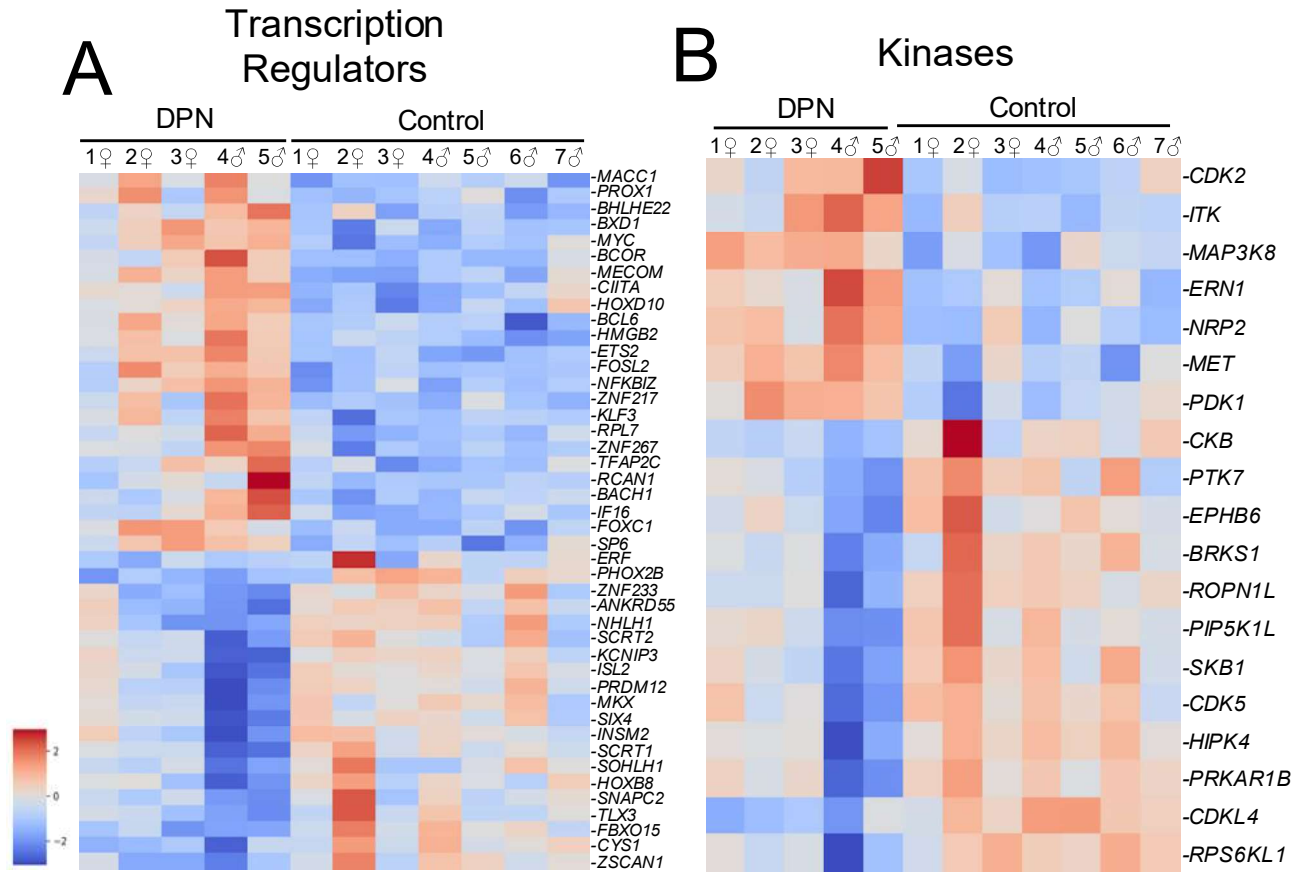 A
Transcription
Regulators
DPN
Control
1♀ 2♀ 3♀ 4♂ 5♂ 1♀ 2♀ 3♀ 4♂ 5♂ 6♂ 7♂
-MACC1
-PROX1
-BHLHE22
-BXD1
-MYC
-BCOR
-MECOM
-CIITA
-HOXD10
-BCL6
-HMGB2
-ETS2
-FOSL2
-NFKBIZ
-ZNF217
-KLF3
-RPL7
-ZNF267
-TFAP2C
-RCAN1
-BACH1
-IF16
-FOXC1
-SP6
-ERF
-PHOX2B
-ZNF233
-ANKRD55
-NHLH1
-SCRT2
-KCNIP3
-ISL2
-PRDM12
-MKX
-SIX4
-INSM2
-SCRT1
-SOHLH1
-HOXB8
-SNAPC2
-TLX3
-FBXO15
-CYS1
-ZSCAN1
2
0
-2
B
Kinases
DPN
Control
1♀ 2♀ 3♀ 4♂ 5♂ 1♀ 2♀ 3♀ 4♂ 5♂ 6♂ 7♂
-CDK2
-ITK
-MAP3K8
-ERN1
-NRP2
-MET
-PDK1
-CKB
-PTK7
-EPHB6
-BRKS1
-ROPN1L
-PIP5K1L
-SKB1
-CDK5
-HIPK4
-PRKAR1B
-CDKL4
-RPS6KL1